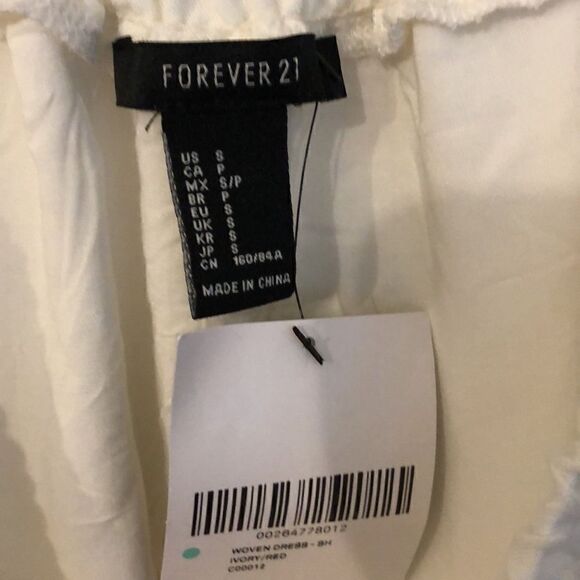 FOREVER 21
US S
CA P
MX S/P
BR P
EU S
UK S
KR S
JP S
CN 160/84A
MADE IN CHINA
00264778012
WOVEN DRESS - SH
IVORY/RED
C00012